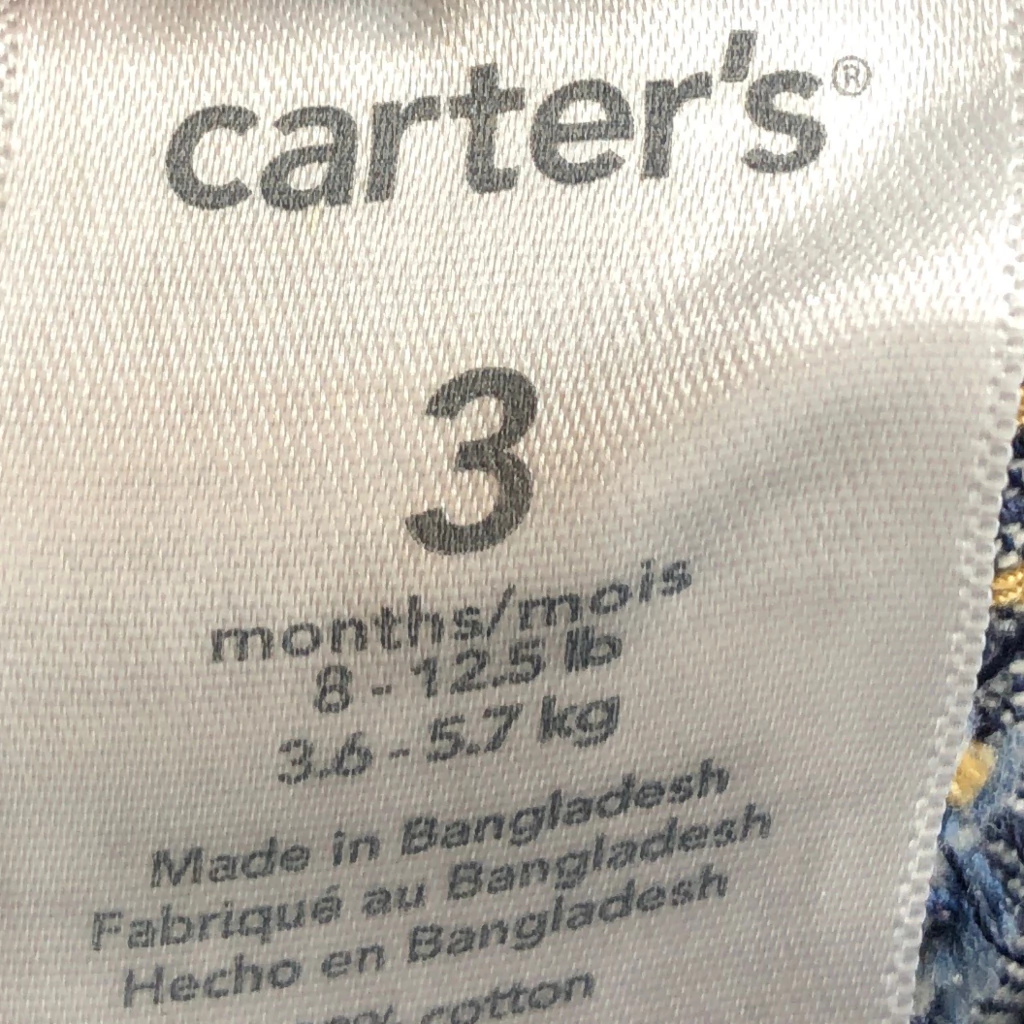 carter's®
3
months/mois
8 - 12.5 lb
3.6 - 5.7 kg
Made in Bangladesh
Fabriqué au Bangladesh
Hecho en Bangladesh
cotton